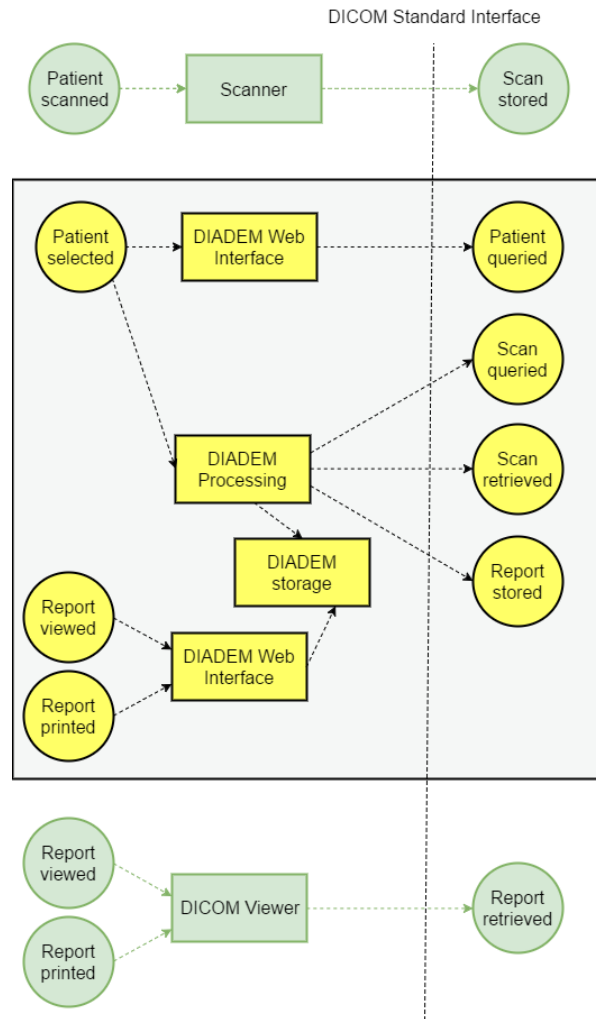 DICOM Standard Interface
Patient
scanned
Scanner
Scan
stored
Patient
selected
DIADEM Web
Interface
Patient
queried
Scan
queried
DIADEM
Processing
Scan
retrieved
DIADEM
storage
Report
stored
Report
viewed
DIADEM Web
Interface
Report
printed
Report
viewed
DICOM Viewer
Report
retrieved
Report
printed